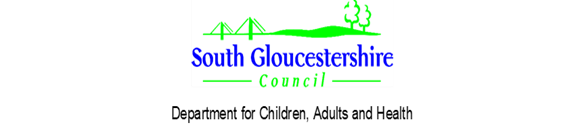 South Gloucestershire
Council
Department for Children, Adults and Health